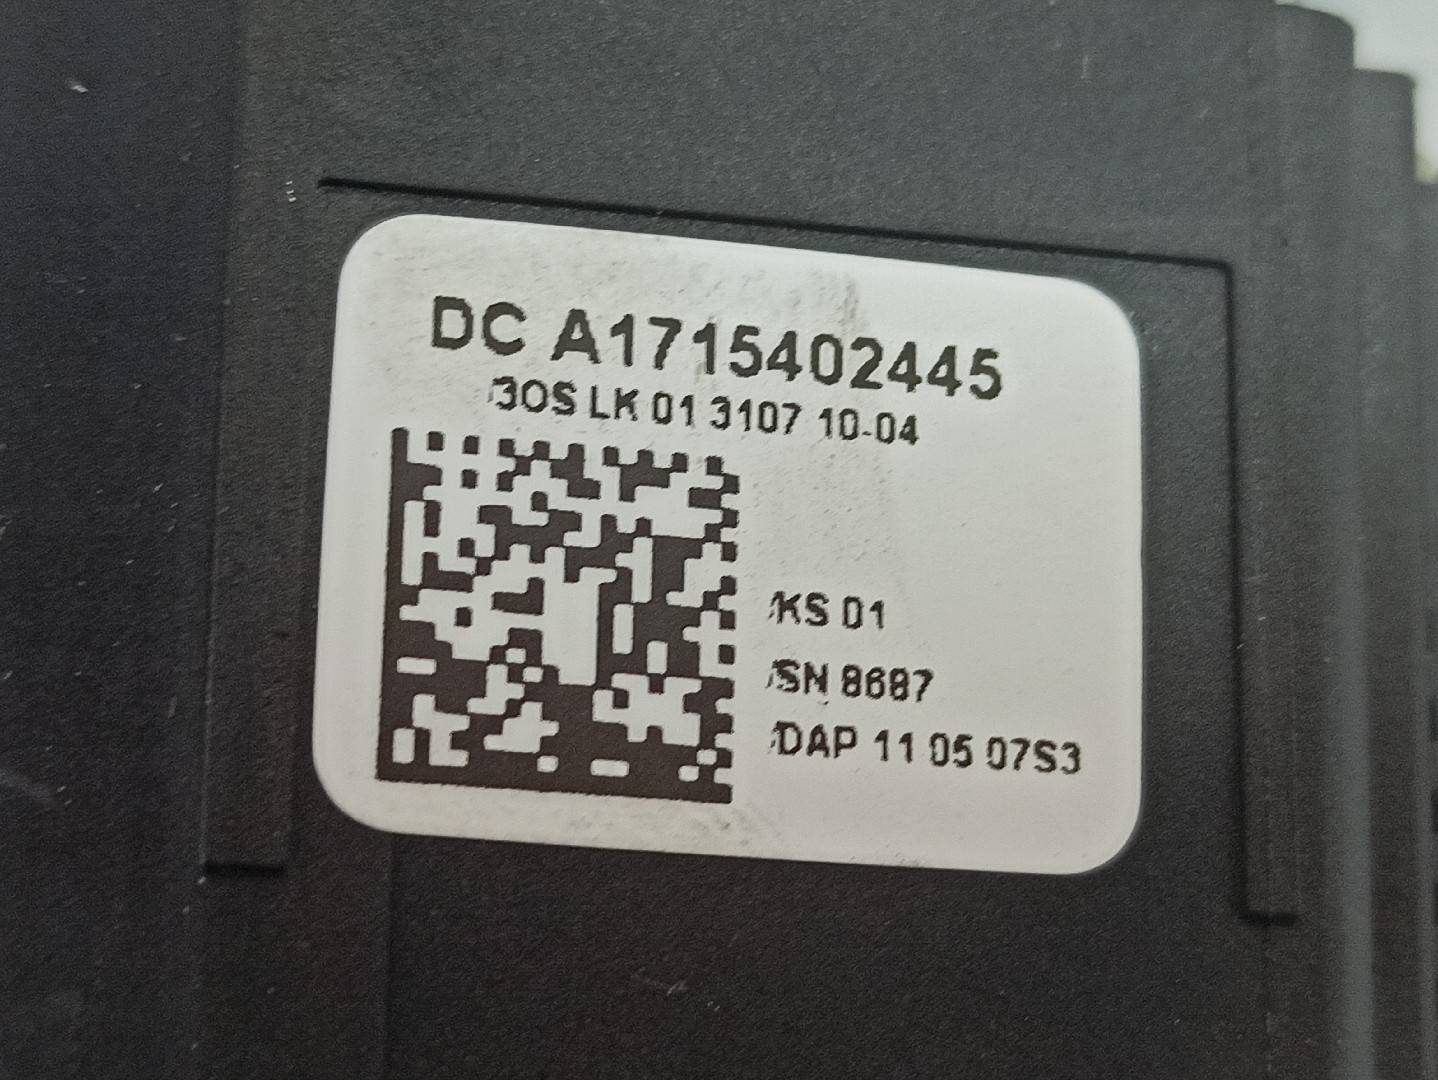 DC A1715402445
/3OS LK 01 3107 10-04
/KS 01
/SN 8687
/DAP 11 05 07S3